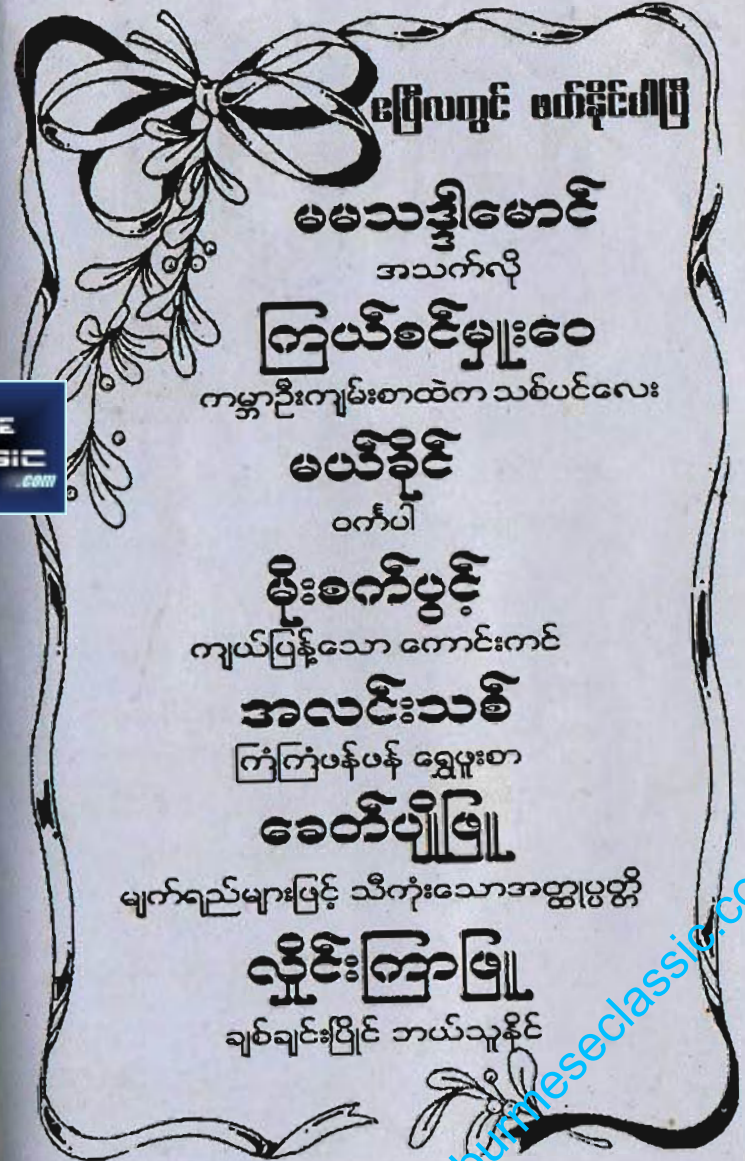 ဧပြီလတွင် ဖတ်နိုင်ပါပြီ
မမသဒ္ဒါမောင်
အသက်လို
ကြယ်စင်မှူးဝေ
ကမ္ဘာဦးကျမ်းစာထဲက သစ်ပင်လေး
မယ်ခိုင်
ဝင်္ကပါ
မိုးစက်ပွင့်
ကျယ်ပြန့်သော ကောင်းကင်
အလင်းသစ်
ကြံကြံဖန်ဖန် ရွှေဖူးစာ
ခေတ်ပျိုဖြူ
မျက်ရည်များဖြင့် သီကုံးသောအတ္ထုပ္ပတ္တိ
လှိုင်းကြာဖြူ
ချစ်ချင်းပြိုင် ဘယ်သူနိုင်
.com
burmeseclassic.co